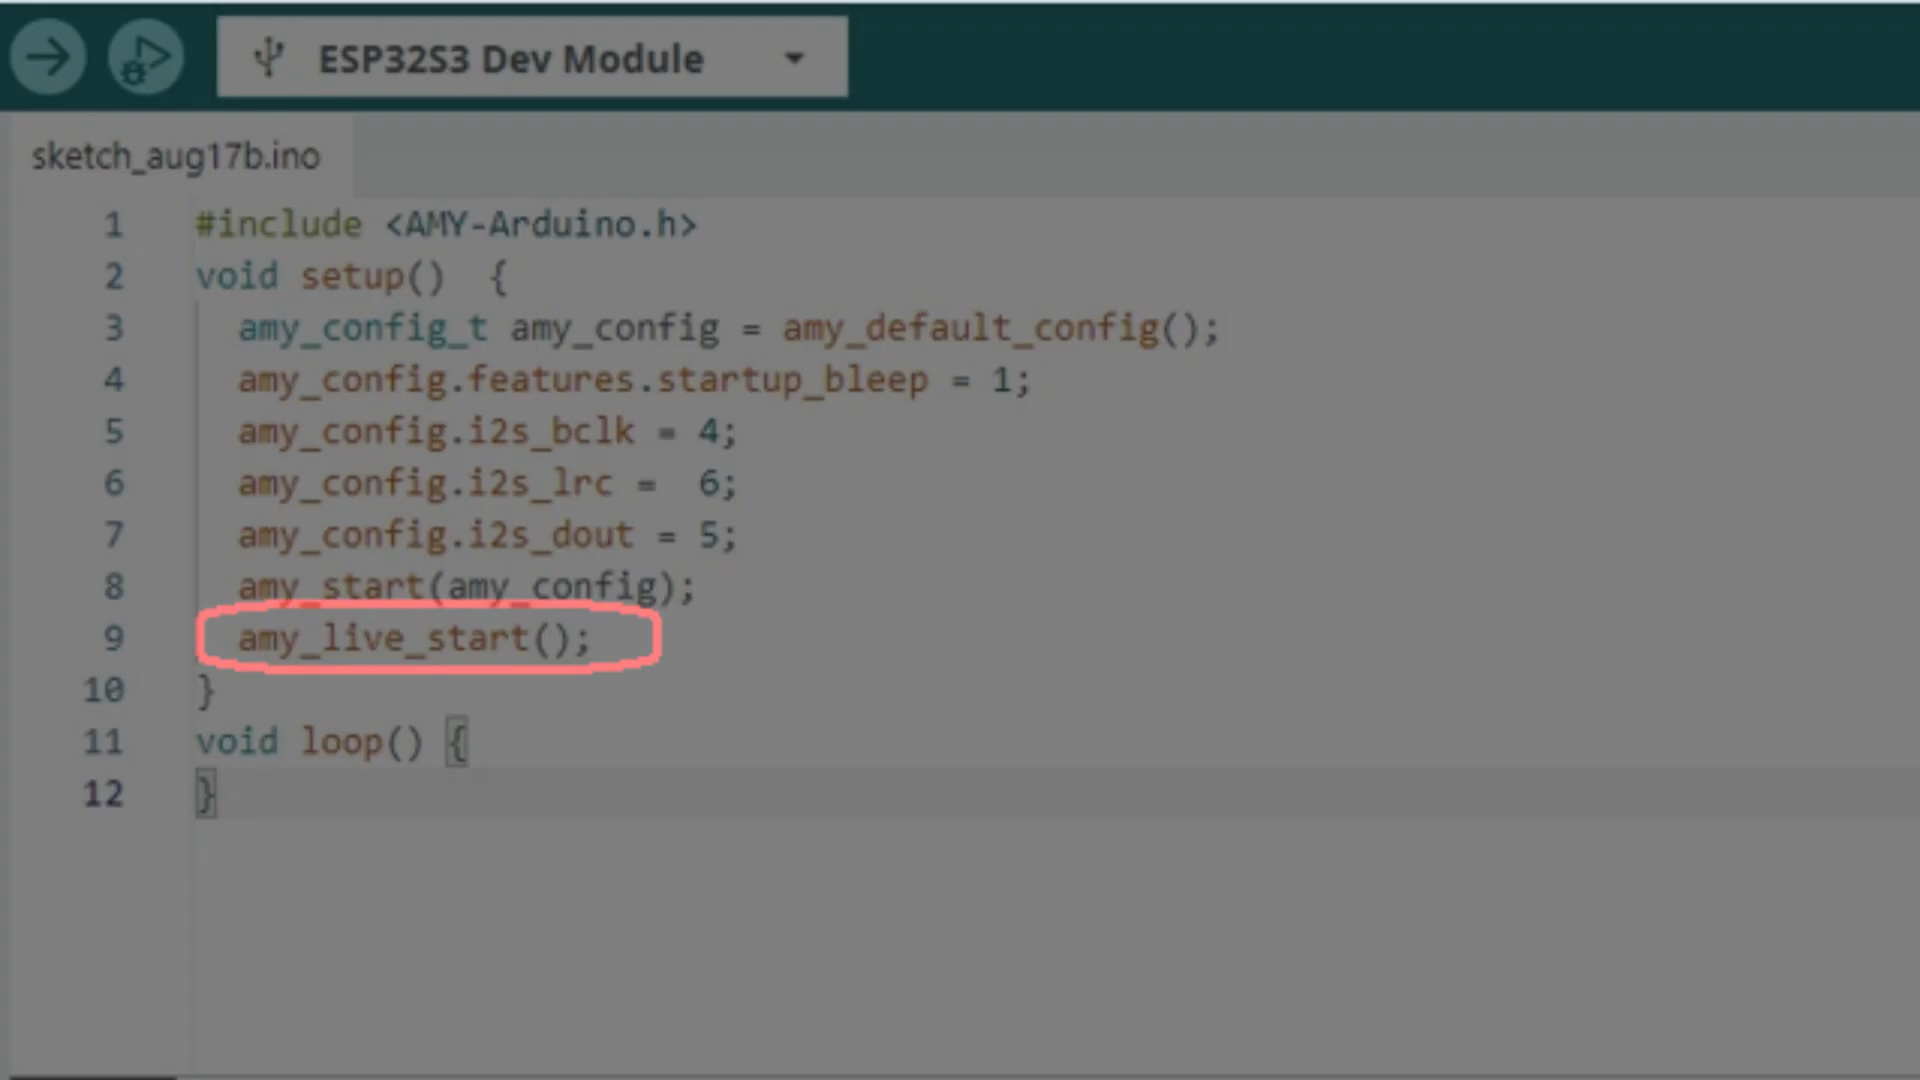 ESP32S3 Dev Module
sketch_aug17b.ino
1 #include <AMY-Arduino.h>
2 void setup()  {
3   amy_config_t amy_config = amy_default_config();
4   amy_config.features.startup_bleep = 1;
5   amy_config.i2s_bclk = 4;
6   amy_config.i2s_lrc =  6;
7   amy_config.i2s_dout = 5;
8   amy_start(amy_config);
9   amy_live_start();
10 }
11 void loop() {
12 }